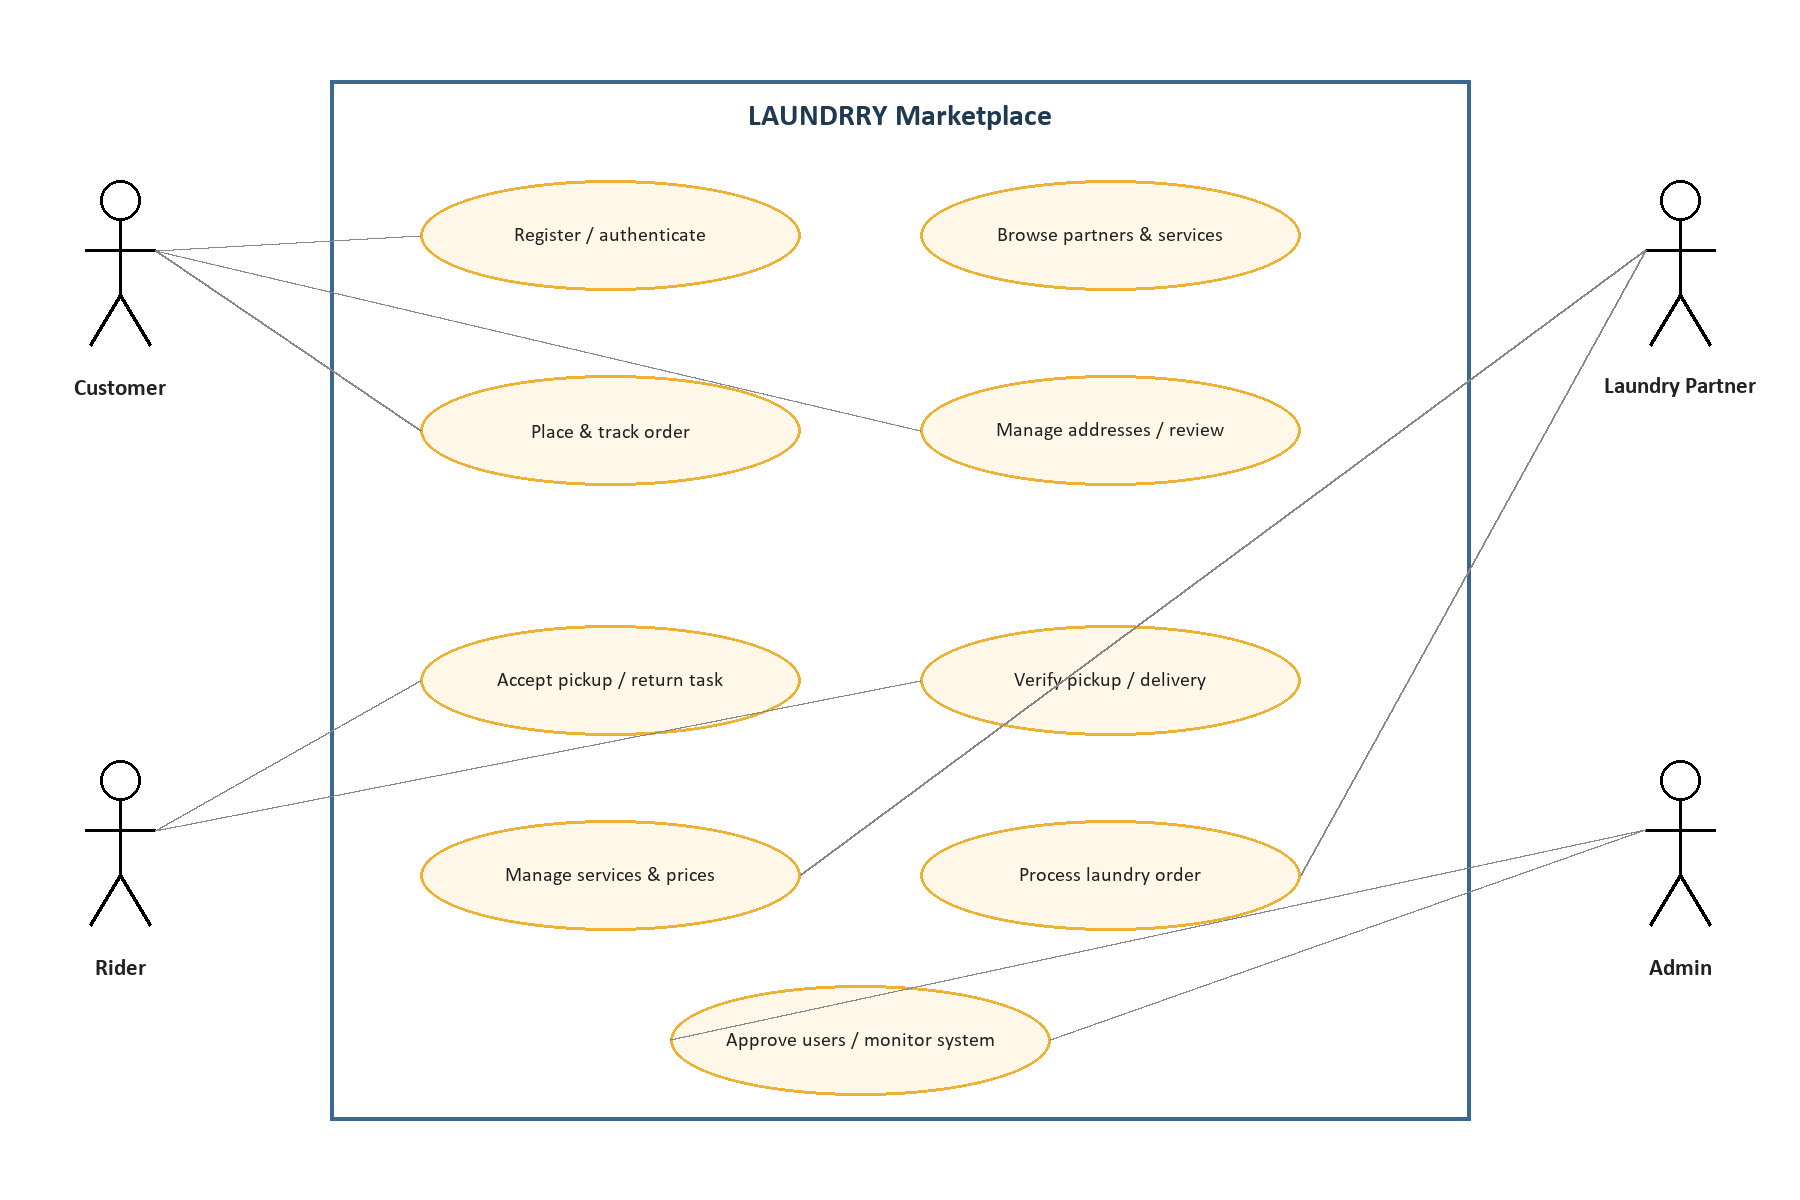 LAUNDRRY Marketplace
Register / authenticate
Browse partners & services
Customer
Laundry Partner
Place & track order
Manage addresses / review
Accept pickup / return task
Verify pickup / delivery
Manage services & prices
Process laundry order
Rider
Admin
Approve users / monitor system